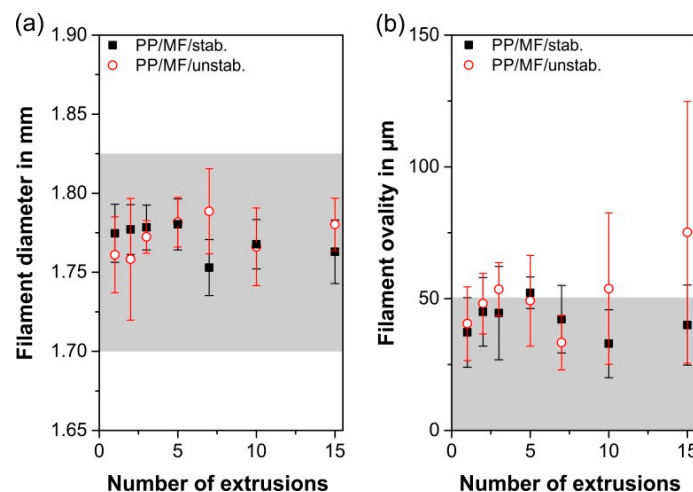 (a)
PP/MF/stab.
PP/MF/unstab.
1.90
1.85
1.80
1.75
1.70
1.65
Filament diameter in mm
0
5
10
15
Number of extrusions
(b)
PP/MF/stab.
PP/MF/unstab.
150
100
50
0
Filament ovality in µm
0
5
10
15
Number of extrusions